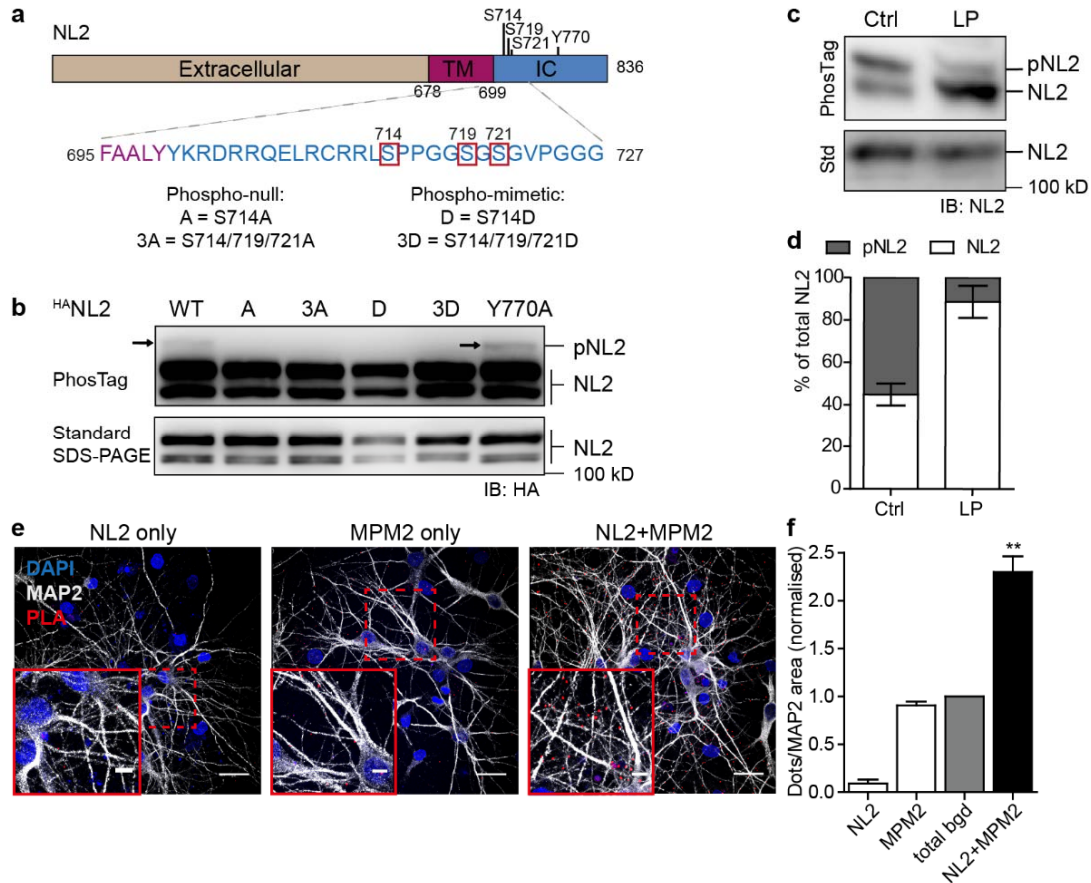 a
NL2
S714
S719
S721
Y770
Extracellular
TM
IC
836
678
699
714
719
721
695
FAALYYKRDRRQELRCRRLSPPGGSGSGVPGGG
727
Phospho-null:
A = S714A
3A = S714/719/721A
Phospho-mimetic:
D = S714D
3D = S714/719/721D
b
HANL2
WT
A
3A
D
3D
Y770A
PhosTag
pNL2
NL2
Standard
SDS-PAGE
NL2
100 kD
IB: HA
c
Ctrl
LP
PhosTag
pNL2
NL2
Std
NL2
100 kD
IB: NL2
d
pNL2
NL2
% of total NL2
100
80
60
40
20
0
Ctrl
LP
e
NL2 only
MPM2 only
NL2+MPM2
DAPI
MAP2
PLA
f
Dots/MAP2 area (normalised)
2.5
2.0
1.5
1.0
0.5
0.0
**
NL2
MPM2
total bgd
NL2+MPM2